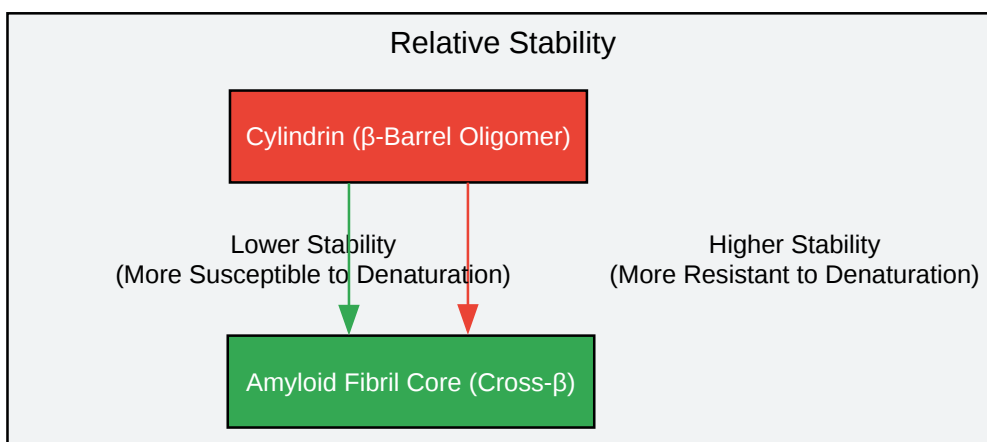 Relative Stability
Cylindrin (β-Barrel Oligomer)
Lower Stability
(More Susceptible to Denaturation)
Higher Stability
(More Resistant to Denaturation)
Amyloid Fibril Core (Cross-β)